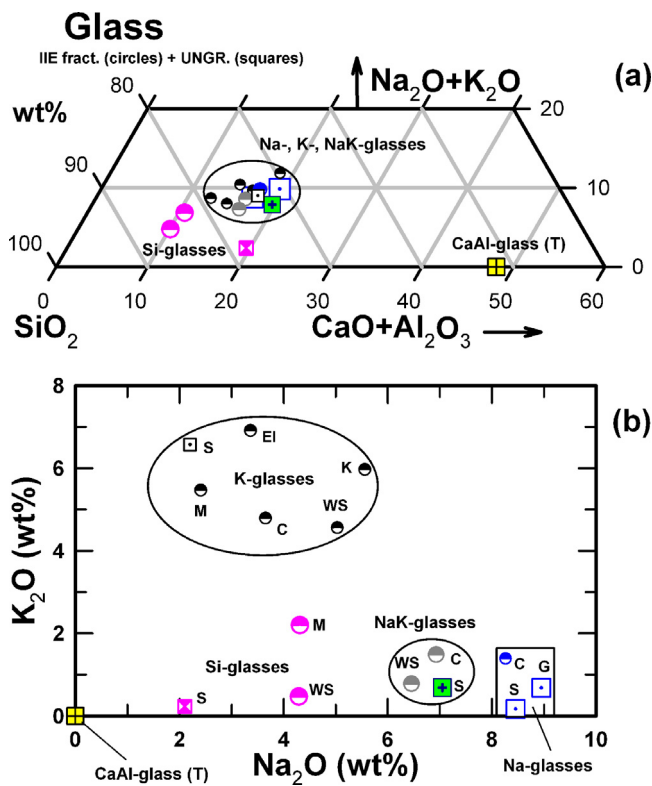 Glass
IIE fract. (circles) + UNGR. (squares)
(a)
80
Na₂O+K₂O
20
wt%
Na-, K-, NaK-glasses
90
10
Si-glasses
CaAl-glass (T)
100
0
0
10
20
30
40
50
60
SiO₂
CaO+Al₂O₃
8
(b)
S
El
K-glasses
K
6
M
C
WS
4
K₂O (wt%)
M
NaK-glasses
2
Si-glasses
WS
C
C
G
S
WS
S
S
0
0
2
4
6
8
10
CaAl-glass (T)
Na₂O (wt%)
Na-glasses